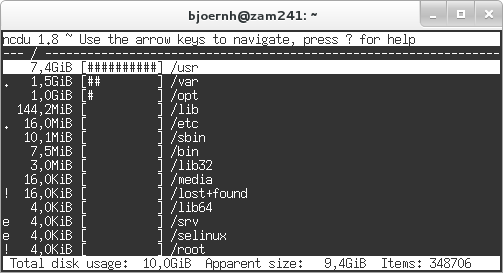 bjoernh@zam241: ~
ncdu 1.8 ~ Use the arrow keys to navigate, press ? for help
--- / ---
7,4GiB [##########] /usr
. 1,5GiB [## ] /var
1,0GiB [# ] /opt
144,2MiB [ ] /lib
. 16,0MiB [ ] /etc
10,1MiB [ ] /sbin
7,5MiB [ ] /bin
3,0MiB [ ] /lib32
16,0KiB [ ] /media
! 16,0KiB [ ] /lost+found
4,0KiB [ ] /lib64
e 4,0KiB [ ] /srv
e 4,0KiB [ ] /selinux
! 4,0KiB [ ] /root
Total disk usage: 10,0GiB Apparent size: 9,4GiB Items: 348706